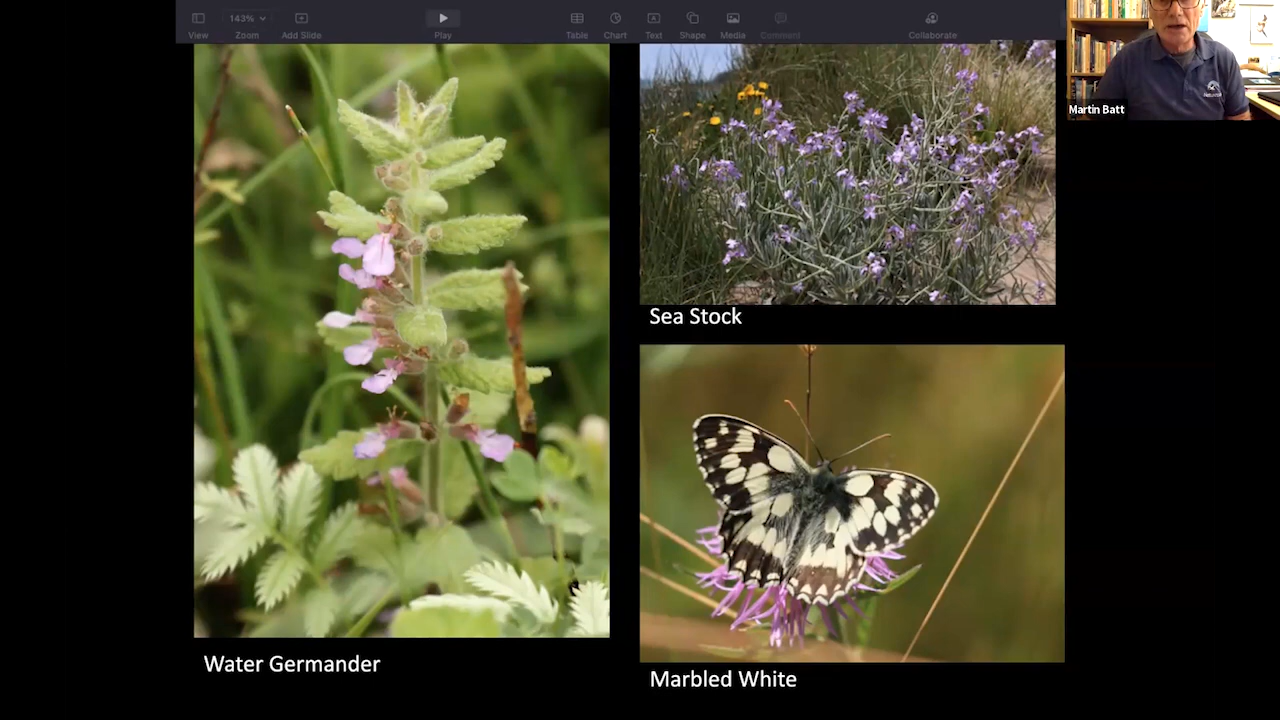 View
143%
Zoom
Add Slide
Play
Table
Chart
Text
Shape
Media
Comment
Collaborate
Martin Batt
Sea Stock
Water Germander
Marbled White